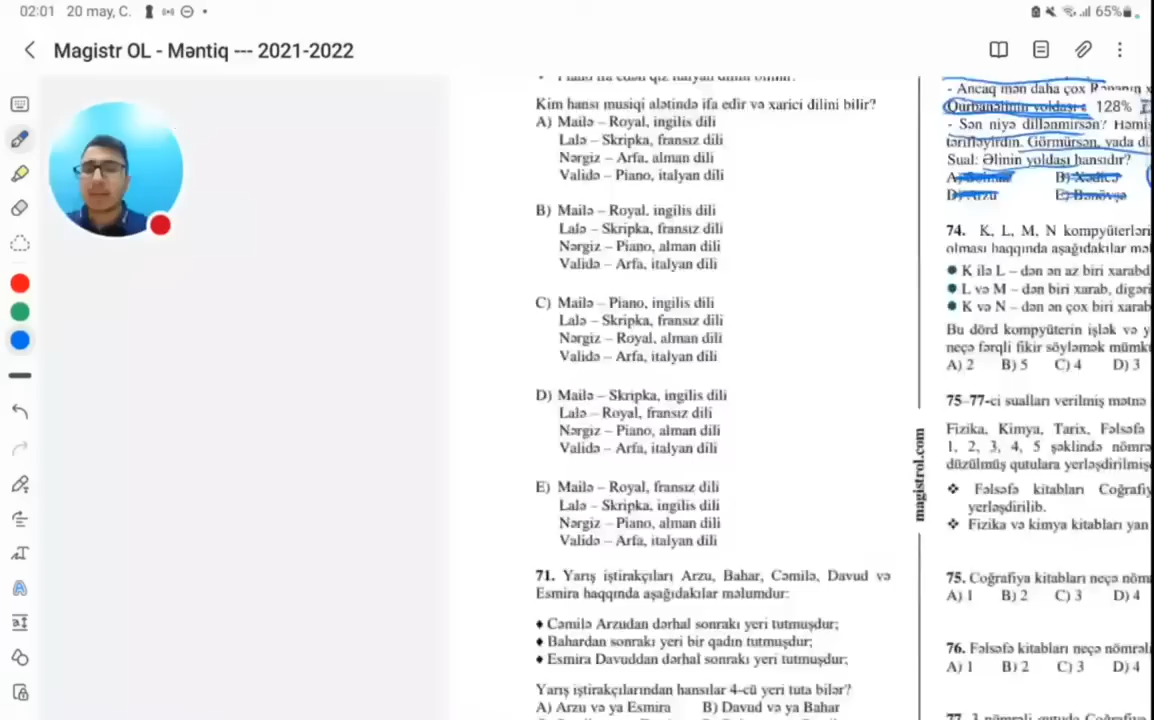 02:01 20 may, C.
65%
Magistr OL - Məntiq --- 2021-2022
Kim hansı musiqi alətində ifa edir və xarici dilini bilir?
A) Mailə – Royal, ingilis dili
Lalə – Skripka, fransız dili
Nərgiz – Arfa, alman dili
Validə – Piano, italyan dili
B) Mailə – Royal, ingilis dili
Lalə – Skripka, fransız dili
Nərgiz – Piano, alman dili
Validə – Arfa, italyan dili
C) Mailə – Piano, ingilis dili
Lalə – Skripka, fransız dili
Nərgiz – Royal, alman dili
Validə – Arfa, italyan dili
D) Mailə – Skripka, ingilis dili
Lalə – Royal, fransız dili
Nərgiz – Piano, alman dili
Validə – Arfa, italyan dili
E) Mailə – Royal, fransız dili
Lalə – Skripka, ingilis dili
Nərgiz – Piano, alman dili
Validə – Arfa, italyan dili
71. Yarış iştirakçıları Arzu, Bahar, Cəmilə, Davud və
Esmira haqqında aşağıdakılar məlumdur:
♦ Cəmilə Arzudan dərhal sonrakı yeri tutmuşdur;
♦ Bahardan sonrakı yeri bir qadın tutmuşdur;
♦ Esmira Davuddan dərhal sonrakı yeri tutmuşdur;
Yarış iştirakçılarından hansılar 4-cü yeri tuta bilər?
A) Arzu və ya Esmira B) Davud və ya Bahar
magistrol.com
- Ancaq mən daha çox
128%
- Sən niyə dillənmirsən? Həmi
tərifləyirdin. Görmürsən, yada di
Sual: Əlinin yoldaşı hansıdır?
A) B) Xədicə
D) Arzu E) Bənövşə
74. K, L, M, N kompyüterləri
olması haqqında aşağıdakılar mə
● K ilə L – dən ən az biri xarabd
● L və M – dən biri xarab, digəri
● K və N – dən ən çox biri xarab
Bu dörd kompyüterin işlək və y
neçə fərqli fikir söyləmək mümk
A) 2 B) 5 C) 4 D) 3
75–77-ci sualları verilmiş mətnə
Fizika, Kimya, Tarix, Fəlsəfə
1, 2, 3, 4, 5 şəklində nömrə
düzülmüş qutulara yerləşdirilmiş
❖ Fəlsəfə kitabları Coğrafiy
yerləşdirilib.
❖ Fizika və kimya kitabları yan
75. Coğrafiya kitabları neçə nöm
A) 1 B) 2 C) 3 D) 4
76. Fəlsəfə kitabları neçə nömrəli
A) 1 B) 2 C) 3 D) 4